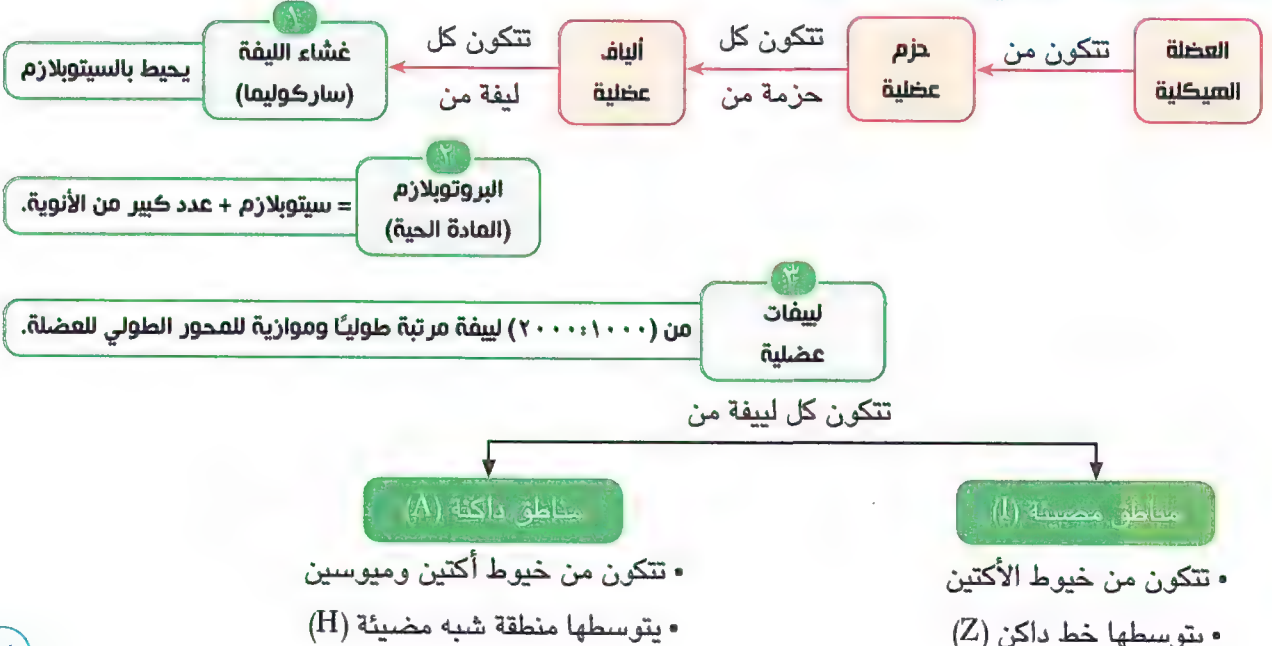 العضلة
الهيكلية
تتكون من
حزم
عضلية
تتكون كل
حزمة من
ألياف
عضلية
تتكون كل
ليفة من
١
غشاء الليفة
(ساركوليما)
يحيط بالسيتوبلازم
٢
البروتوبلازم
(المادة الحية)
= سيتوبلازم + عدد كبير من الأنوية.
٣
لييفات
عضلية
من (١٠٠٠:٢٠٠٠) لييفة مرتبة طوليًا وموازية للمحور الطولي للعضلة.
تتكون كل لييفة من
مناطق مضيئة (I)
• تتكون من خيوط الأكتين
• يتوسطها خط داكن (Z)
مناطق داكنة (A)
• تتكون من خيوط أكتين وميوسين
• يتوسطها منطقة شبه مضيئة (H)